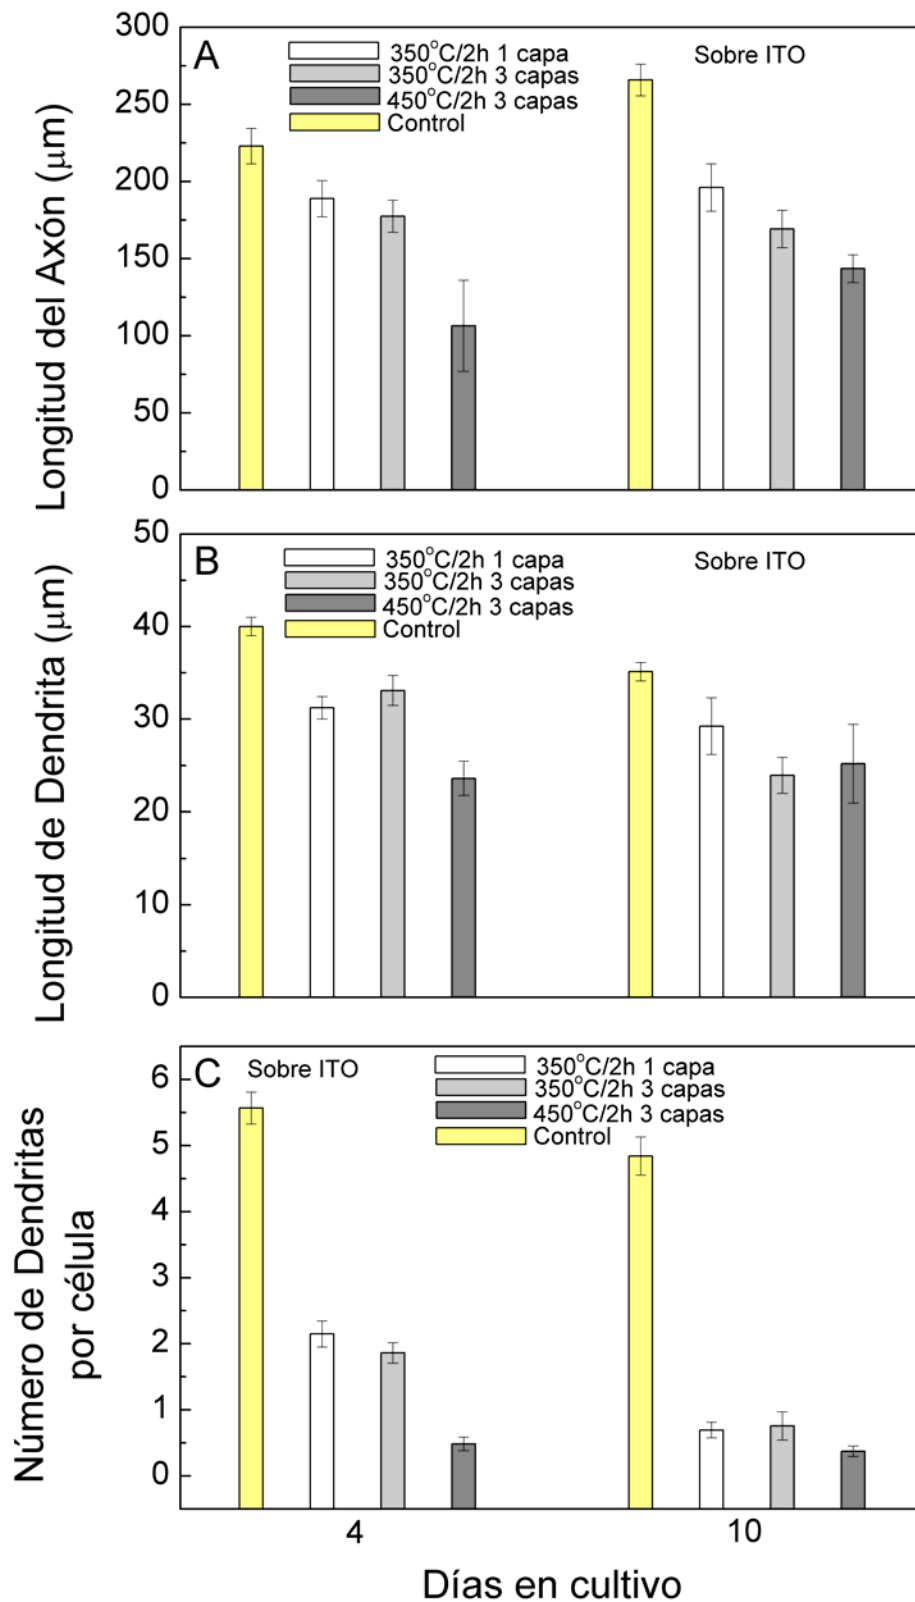 A
350°C/2h 1 capa
350°C/2h 3 capas
450°C/2h 3 capas
Control
Sobre ITO
Longitud del Axón (μm)
300
250
200
150
100
50
0
B
350°C/2h 1 capa
350°C/2h 3 capas
450°C/2h 3 capas
Control
Sobre ITO
Longitud de Dendrita (μm)
50
40
30
20
10
0
C
Sobre ITO
350°C/2h 1 capa
350°C/2h 3 capas
450°C/2h 3 capas
Control
Número de Dendritas
por célula
6
5
4
3
2
1
0
4
10
Días en cultivo